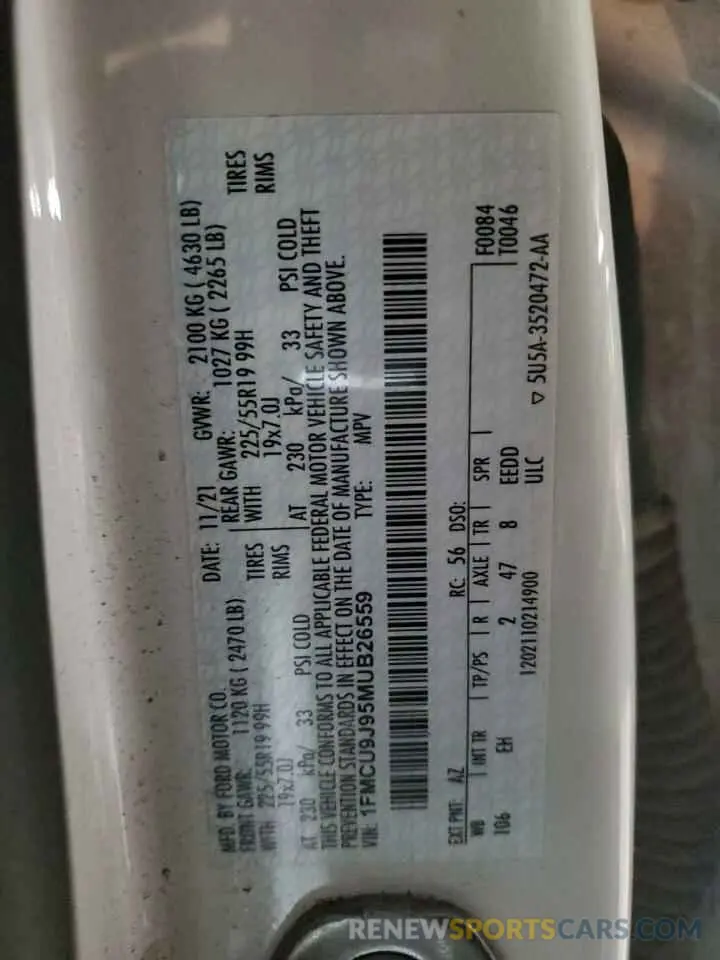 MFD. BY FORD MOTOR CO.
DATE: 11/21 GVWR: 2100 KG ( 4630 LB)
FRONT GAWR: 1120 KG ( 2470 LB) REAR GAWR: 1027 KG ( 2265 LB)
WITH 225/55R19 99H TIRES WITH 225/55R19 99H TIRES
19x7.0J RIMS 19x7.0J RIMS
AT 230 kPa/ 33 PSI COLD AT 230 kPa/ 33 PSI COLD
THIS VEHICLE CONFORMS TO ALL APPLICABLE FEDERAL MOTOR VEHICLE SAFETY AND THEFT
PREVENTION STANDARDS IN EFFECT ON THE DATE OF MANUFACTURE SHOWN ABOVE.
VIN: 1FMCU9J95MUB26559 TYPE: MPV
EXT PNT: AZ RC: 56 DSO:
WB INT TR TP/PS R AXLE TR SPR F0084
106 EH 2 47 8 EEDD T0046
1202110214900 ULC ▽ 5U5A-3520472-AA
RENEWSPORTSCARS.COM